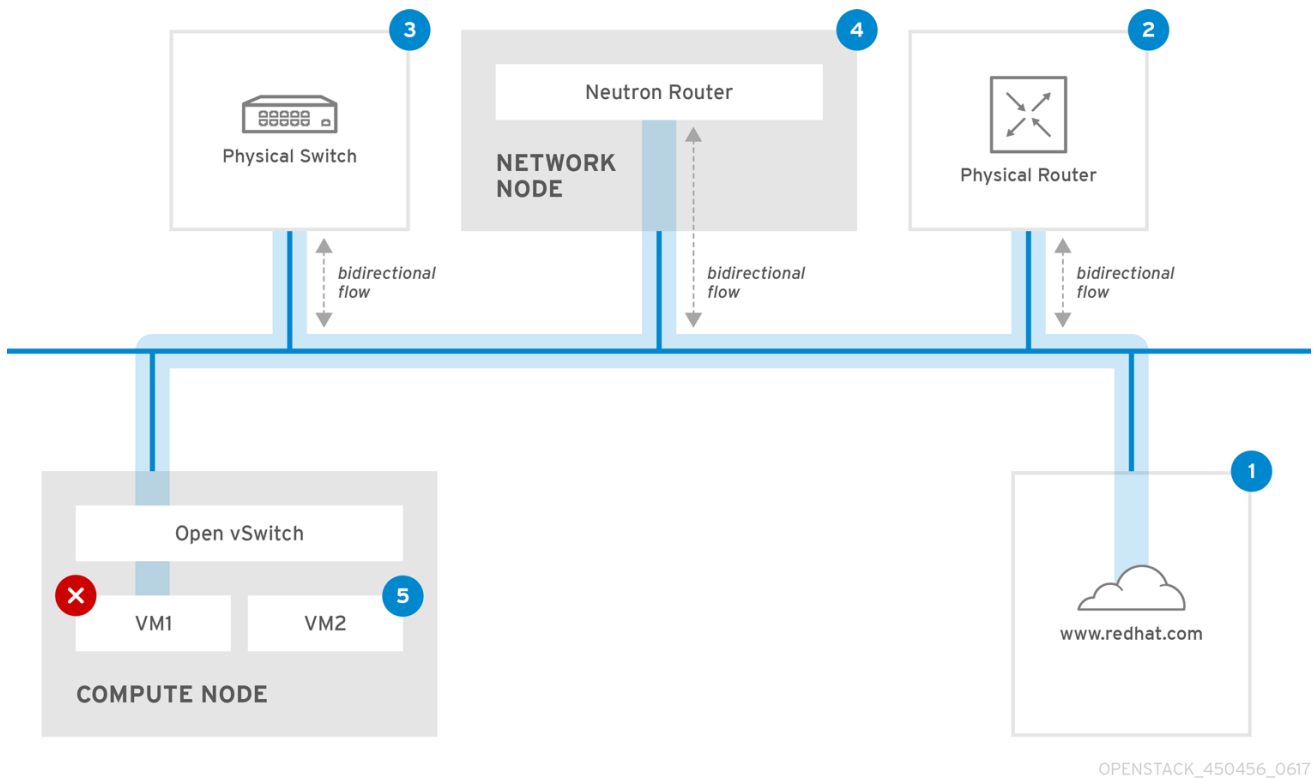 3
Physical Switch
4
Neutron Router
NETWORK
NODE
2
Physical Router
bidirectional
flow
bidirectional
flow
bidirectional
flow
Open vSwitch
VM1
VM2
5
COMPUTE NODE
1
www.redhat.com
OPENSTACK_450456_0617